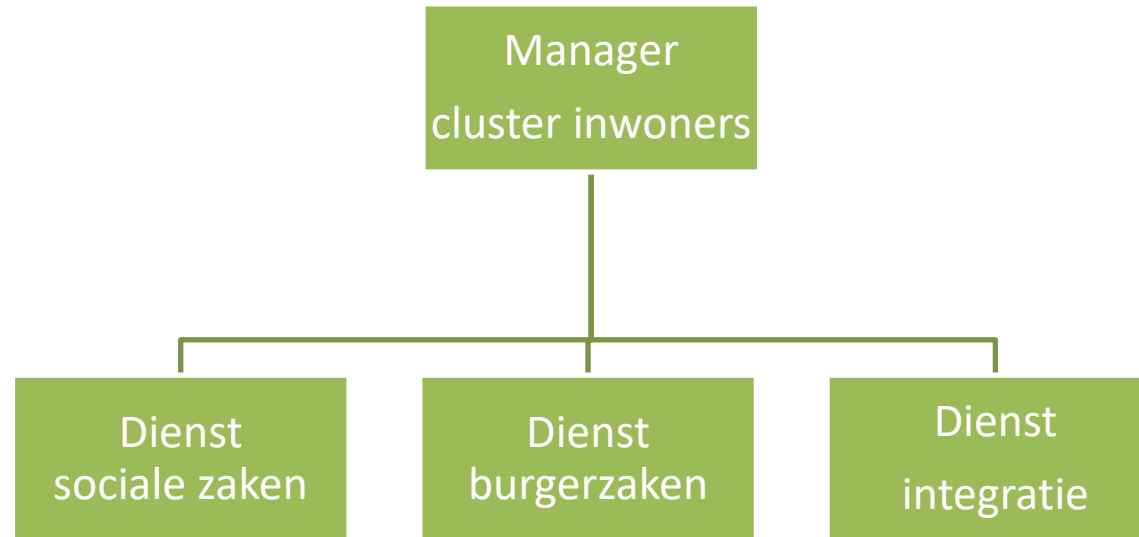 Manager
cluster inwoners
Dienst
sociale zaken
Dienst
burgerzaken
Dienst
integratie